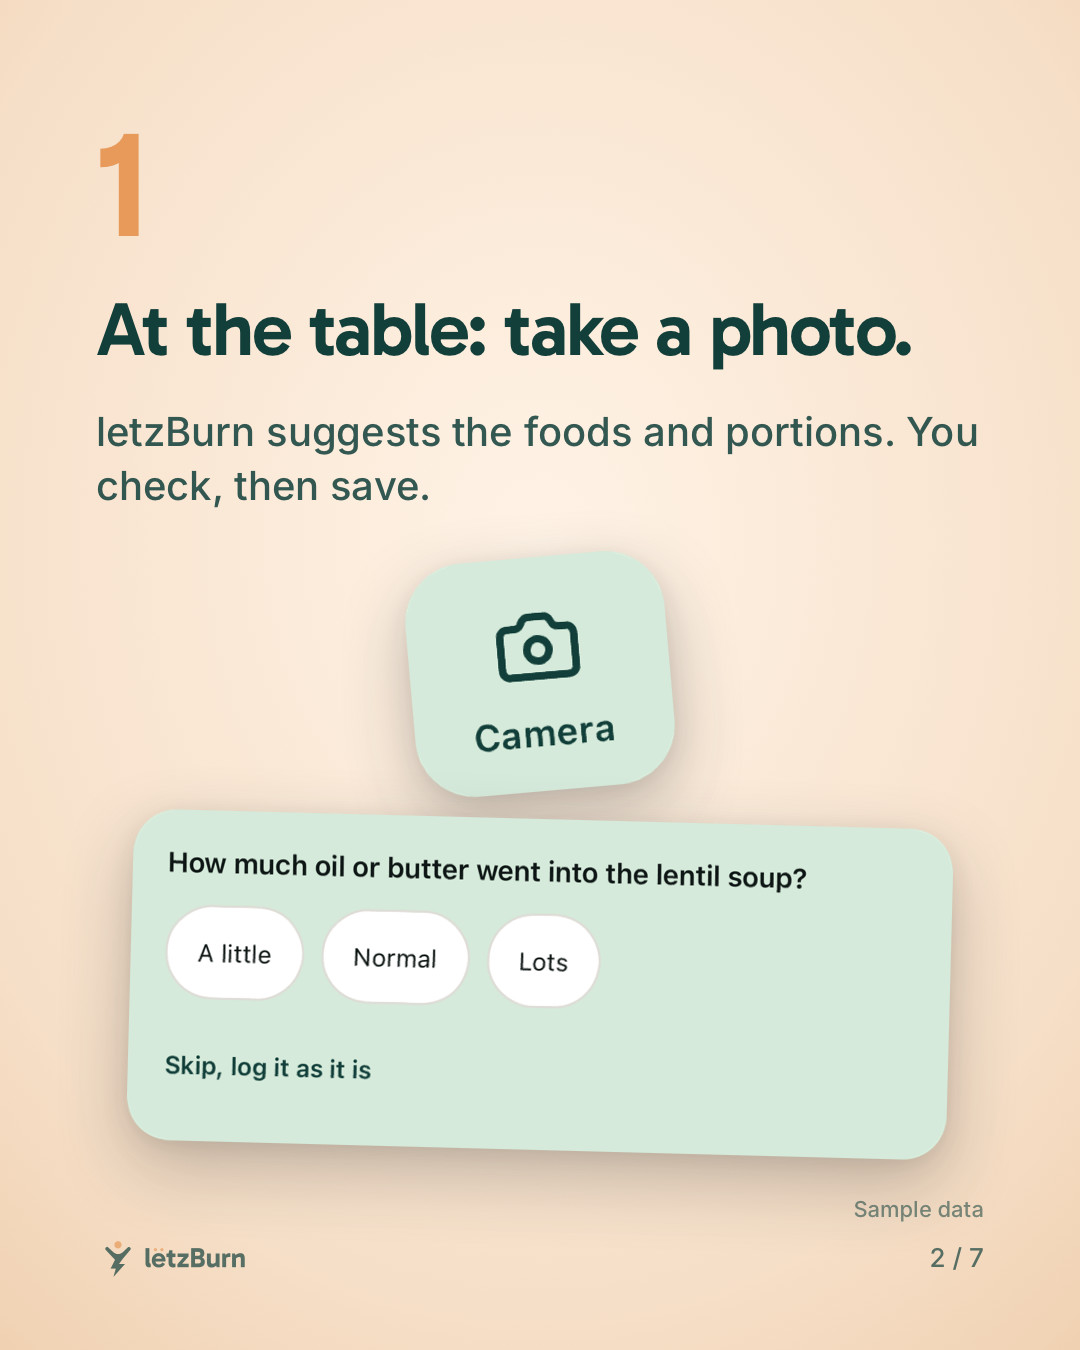 1
At the table: take a photo.
letzBurn suggests the foods and portions. You
check, then save.
Camera
How much oil or butter went into the lentil soup?
A little
Normal
Lots
Skip, log it as it is
Sample data
lëtzBurn
2 / 7